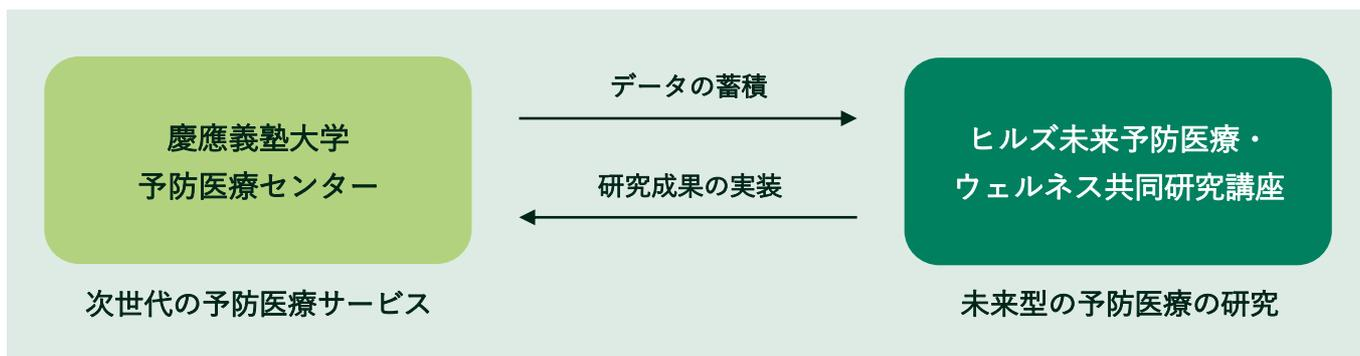 慶應義塾大学
予防医療センター
次世代の予防医療サービス
データの蓄積
研究成果の実装
ヒルズ未来予防医療・
ウェルネス共同研究講座
未来型の予防医療の研究